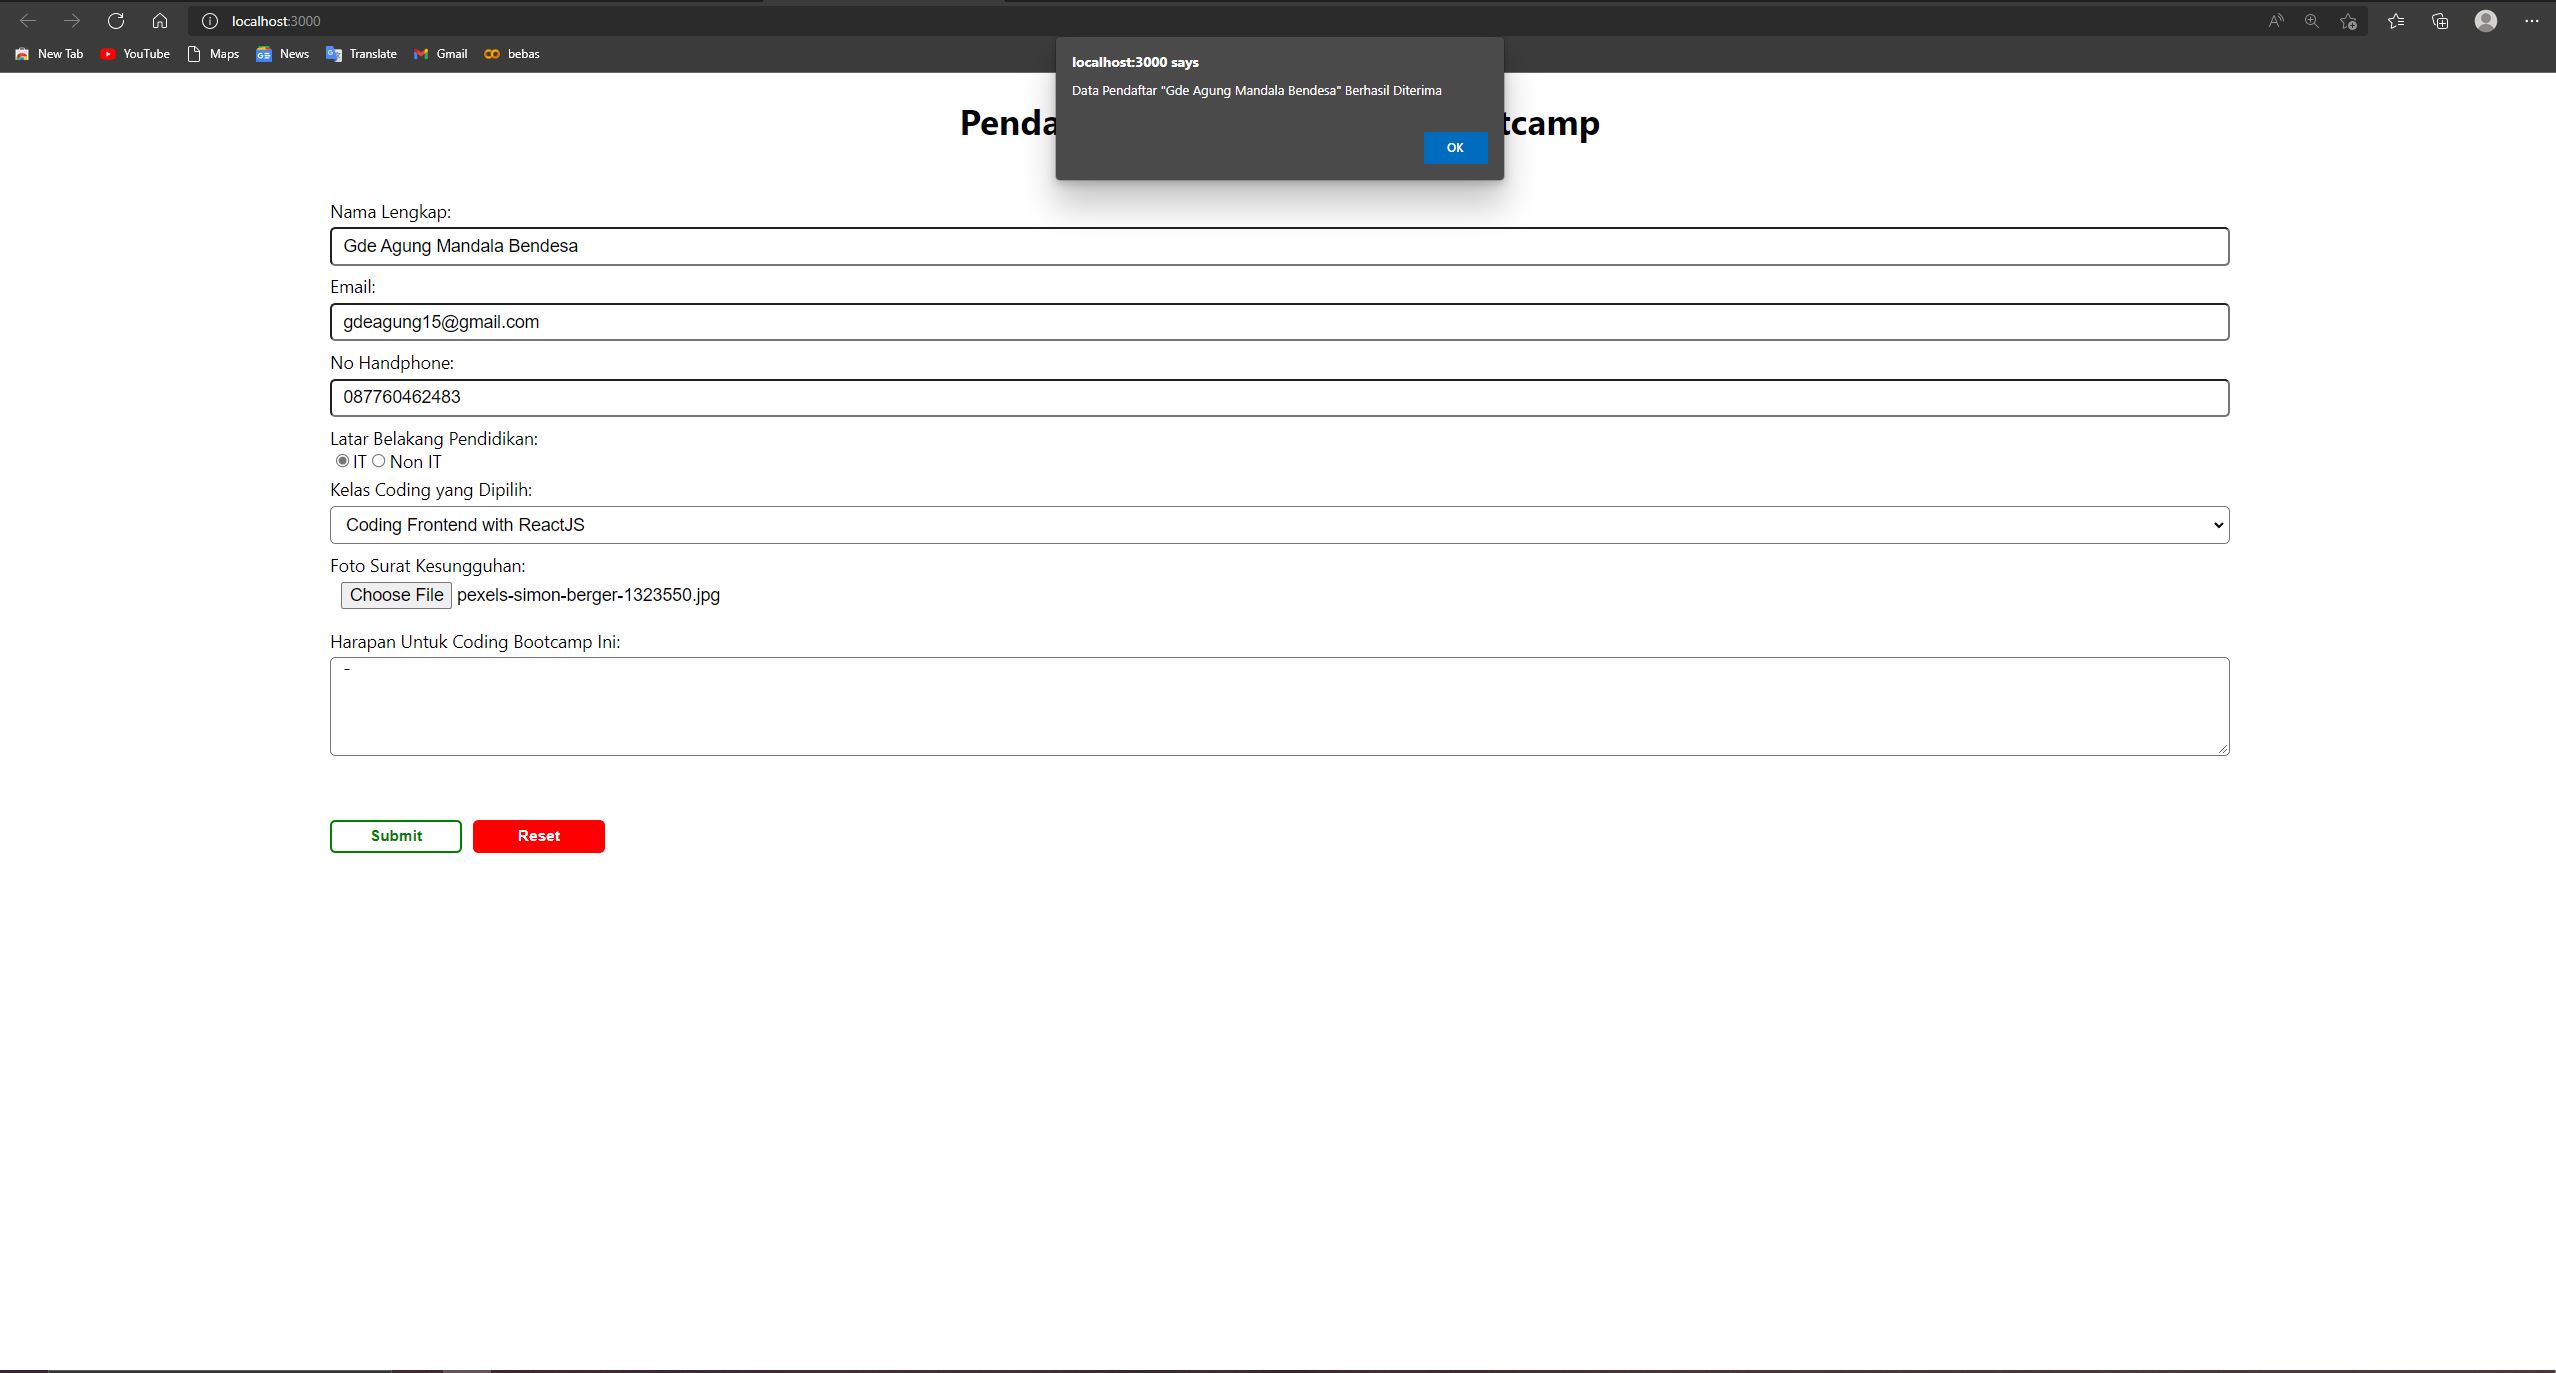 localhost:3000
New Tab YouTube Maps News Translate Gmail bebas
localhost:3000 says
Data Pendaftar "Gde Agung Mandala Bendesa" Berhasil Diterima
OK
Nama Lengkap:
Gde Agung Mandala Bendesa
Email:
gdeagung15@gmail.com
No Handphone:
087760462483
Latar Belakang Pendidikan:
IT Non IT
Kelas Coding yang Dipilih:
Coding Frontend with ReactJS
Foto Surat Kesungguhan:
Choose File pexels-simon-berger-1323550.jpg
Harapan Untuk Coding Bootcamp Ini:
-
Submit Reset